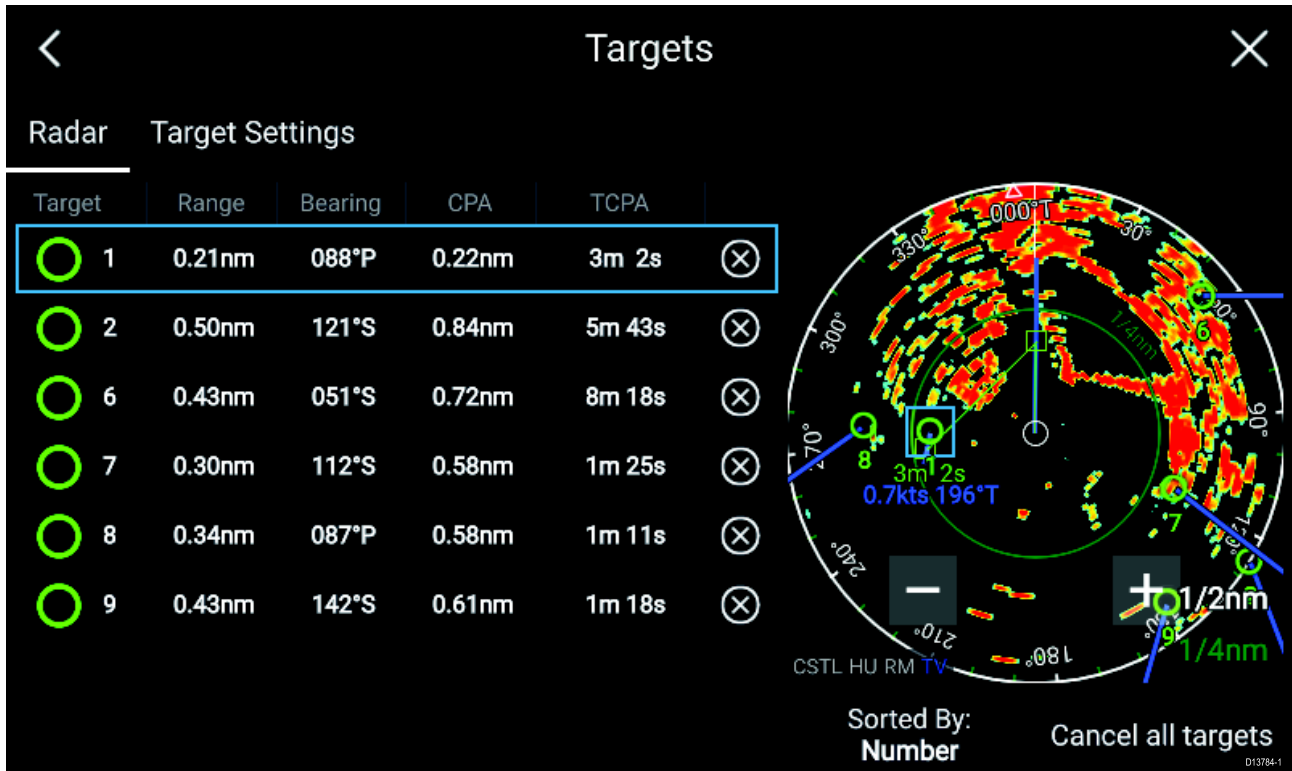 Targets
Radar Target Settings
Target Range Bearing CPA TCPA
1 0.21nm 088°P 0.22nm 3m 2s
2 0.50nm 121°S 0.84nm 5m 43s
6 0.43nm 051°S 0.72nm 8m 18s
7 0.30nm 112°S 0.58nm 1m 25s
8 0.34nm 087°P 0.58nm 1m 11s
9 0.43nm 142°S 0.61nm 1m 18s
000°T
330°
30°
300°
6
1/4nm
90°
270°
8
1
3m 2s
0.7kts 196°T
7
240°
1/2nm
210°
180°
9
1/4nm
CSTL HU RM TV
Sorted By:
Number
Cancel all targets
D13784-1